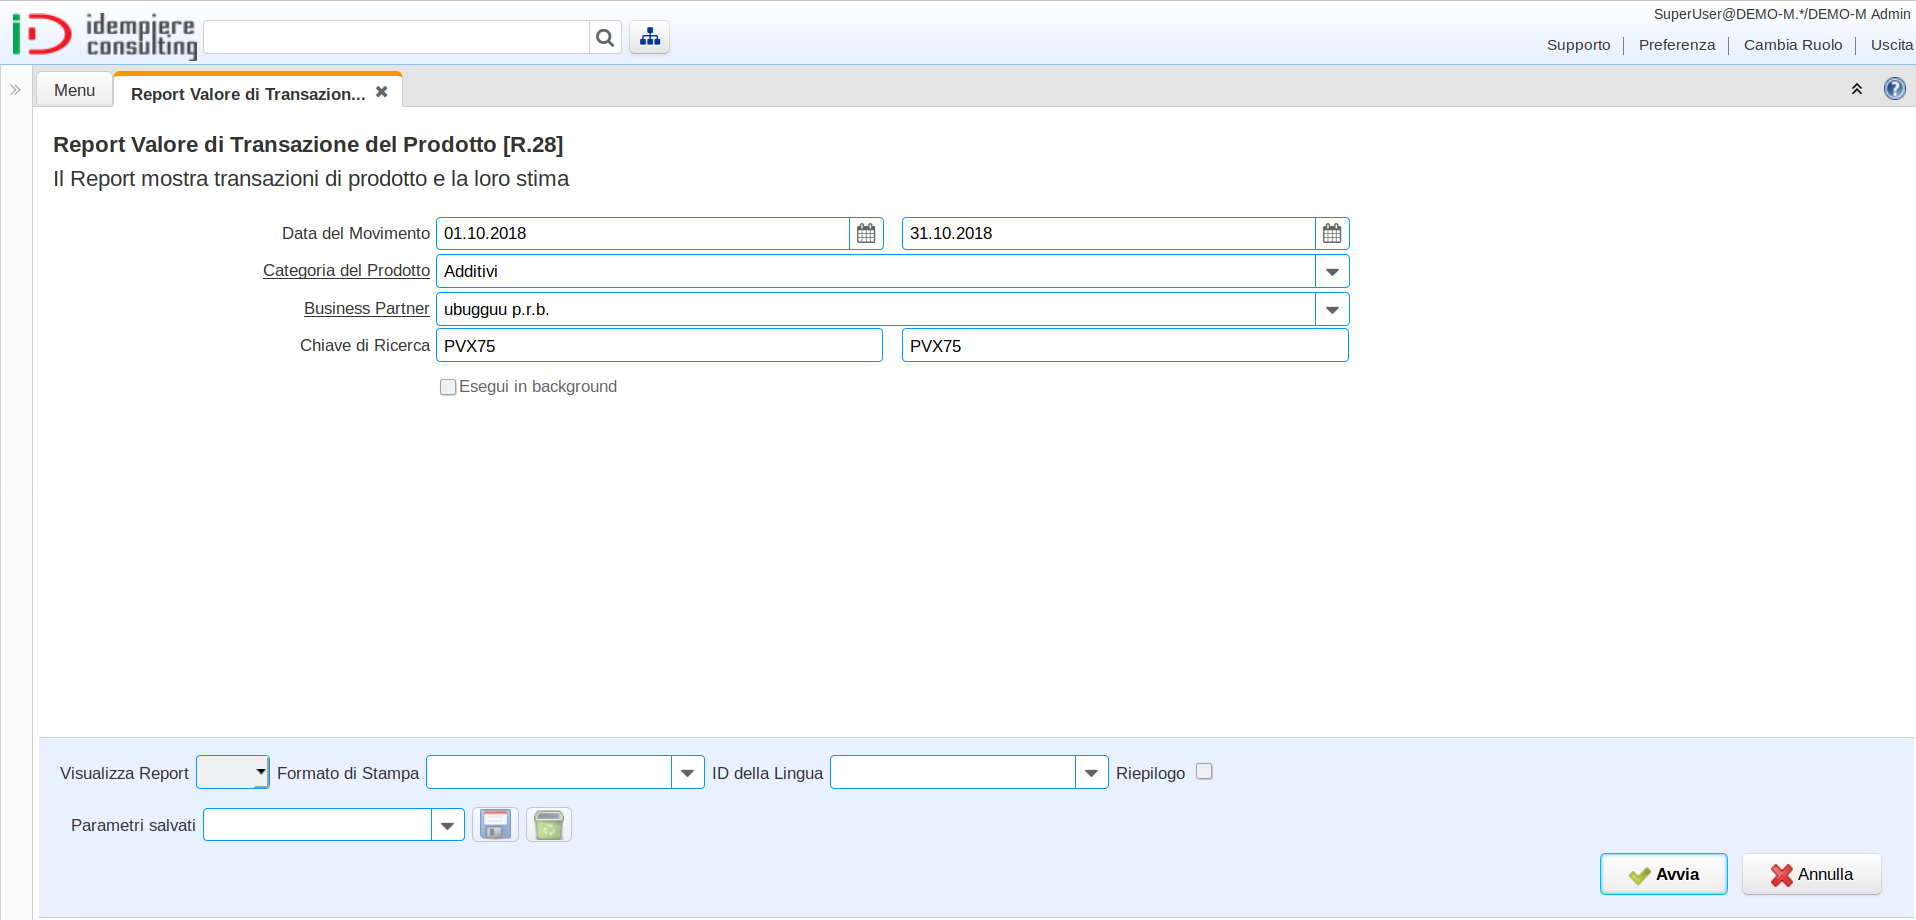 idempiere
consulting
SuperUser@DEMO-M.*/DEMO-M Admin
Supporto
Preferenza
Cambia Ruolo
Uscita
Menu
Report Valore di Transazion...
Report Valore di Transazione del Prodotto [R.28]
Il Report mostra transazioni di prodotto e la loro stima
Data del Movimento 01.10.2018 31.10.2018
Categoria del Prodotto Additivi
Business Partner ubugguu p.r.b.
Chiave di Ricerca PVX75 PVX75
Esegui in background
Visualizza Report Formato di Stampa ID della Lingua Riepilogo
Parametri salvati
Avvia Annulla